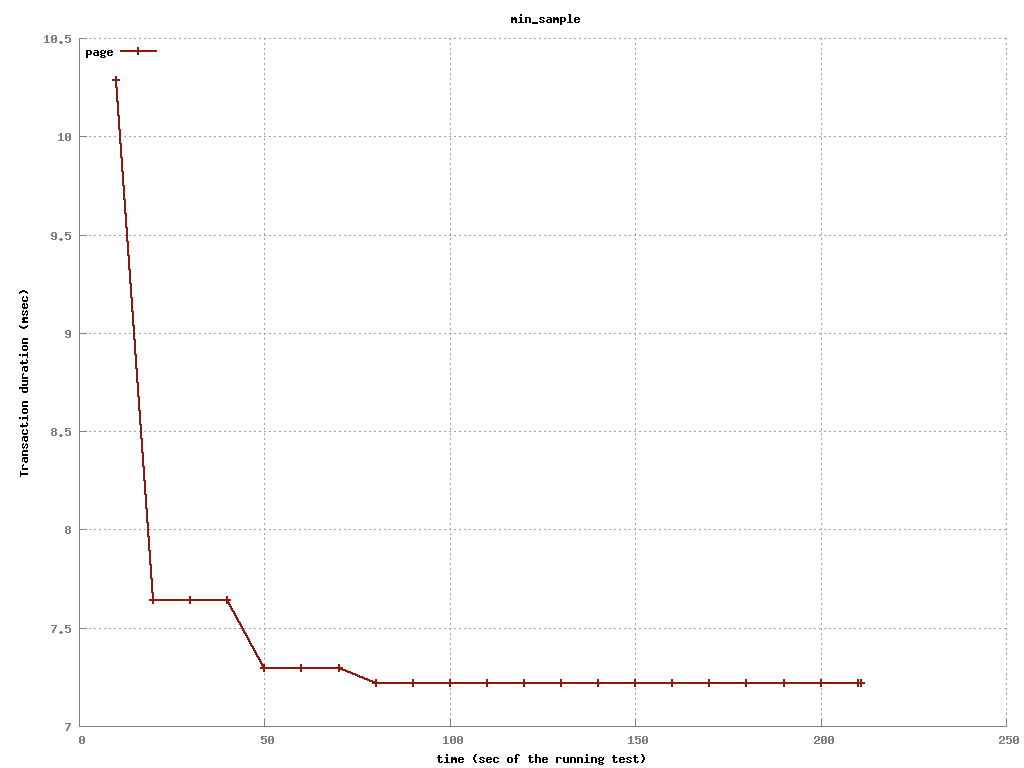 min_sample
page
10.5
10
9.5
9
8.5
8
7.5
7
Transaction duration (msec)
0 50 100 150 200 250
time (sec of the running test)